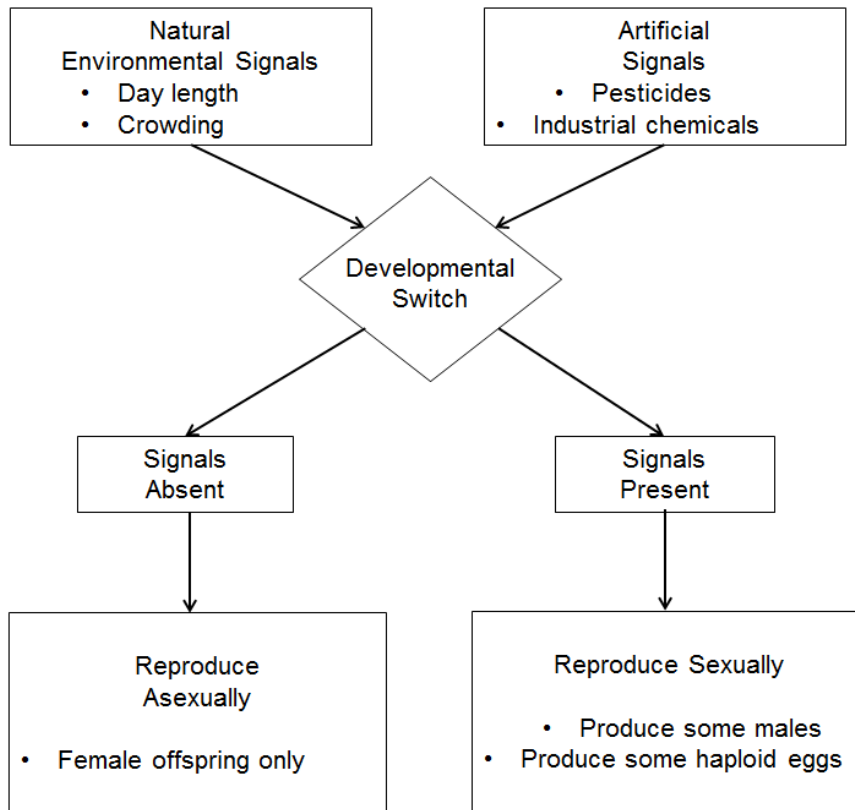 Natural
Environmental Signals
• Day length
• Crowding
Artificial
Signals
• Pesticides
• Industrial chemicals
Developmental
Switch
Signals
Absent
Signals
Present
Reproduce
Asexually
• Female offspring only
Reproduce Sexually
• Produce some males
• Produce some haploid eggs